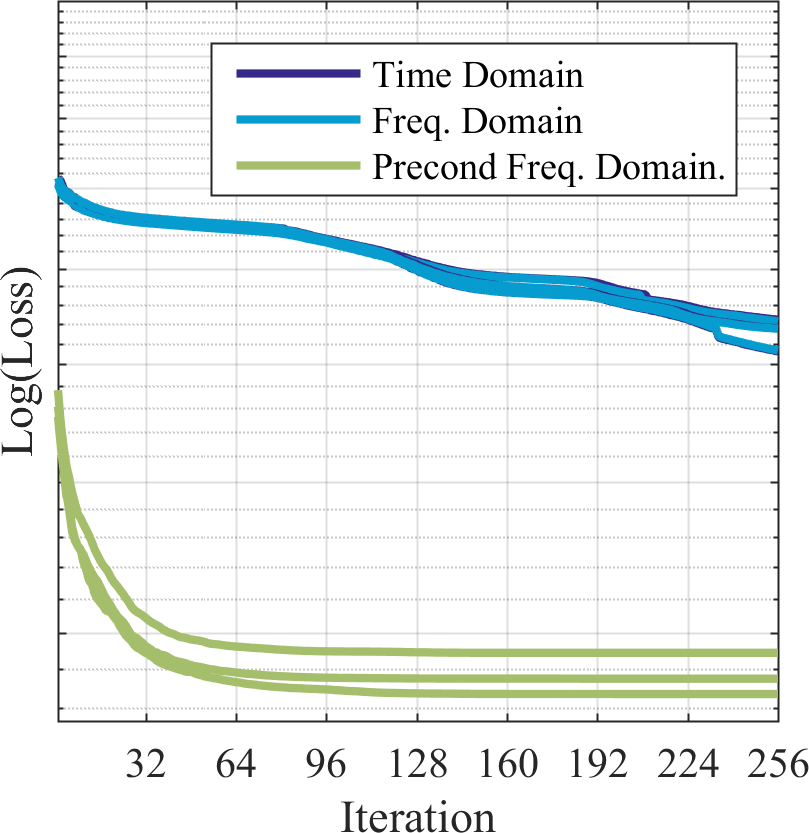 Time Domain
Freq. Domain
Precond Freq. Domain.
Log(Loss)
32 64 96 128 160 192 224 256
Iteration